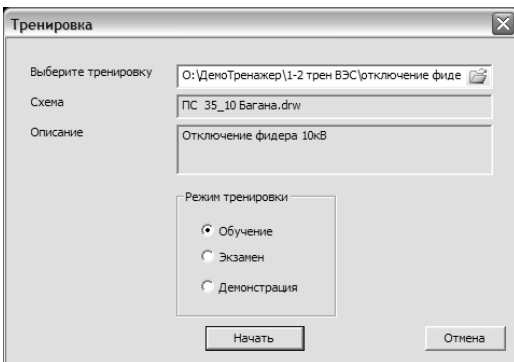 Тренировка
Выберите тренировку О:\ДемоТренажер\1-2 трен ВЭС\отключение фиде
Схема ПС 35_10 Багана.drw
Описание Отключение фидера 10кВ
Режим тренировки
Обучение
Экзамен
Демонстрация
Начать Отмена